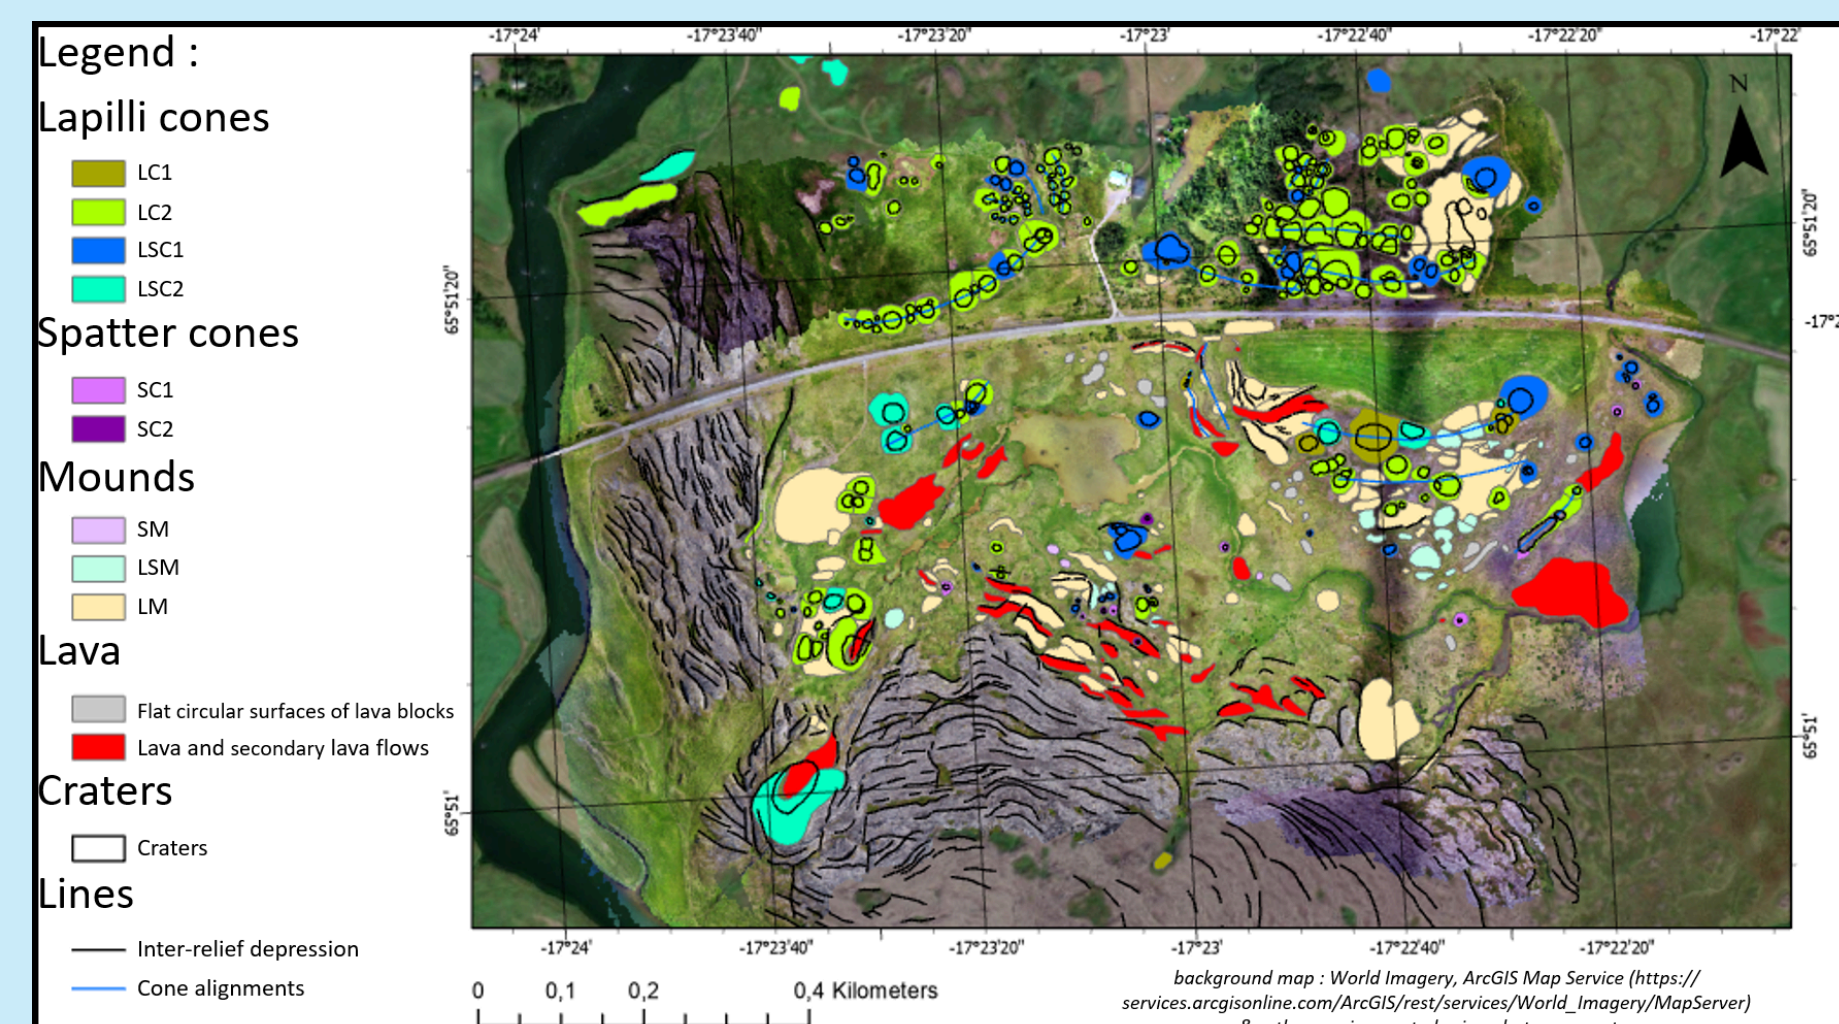 Legend :
Lapilli cones
LC1
LC2
LSC1
LSC2
Spatter cones
SC1
SC2
Mounds
SM
LSM
LM
Lava
Flat circular surfaces of lava blocks
Lava and secondary lava flows
Craters
Craters
Lines
Inter-relief depression
Cone alignments
-17°24'
-17°23'40"
-17°23'20"
-17°23'
-17°22'40"
-17°22'20"
-17°22'
N
65°51'20"
65°51'20"
65°51'
65°51'
-17°24'
-17°23'40"
-17°23'20"
-17°23'
-17°22'40"
-17°22'20"
0 0,1 0,2 0,4 Kilometers
background map : World Imagery, ArcGIS Map Service (https://
services.arcgisonline.com/ArcGIS/rest/services/World_Imagery/MapServer)